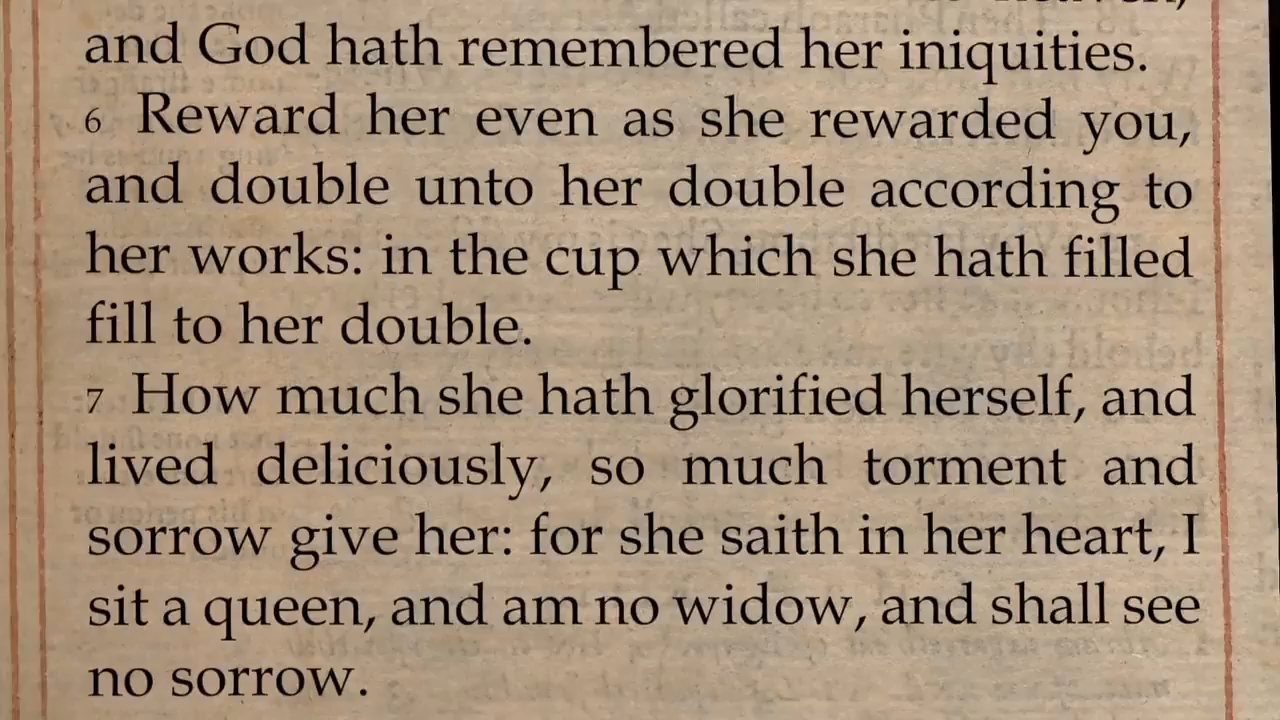 and God hath remembered her iniquities.
6 Reward her even as she rewarded you,
and double unto her double according to
her works: in the cup which she hath filled
fill to her double.
7 How much she hath glorified herself, and
lived deliciously, so much torment and
sorrow give her: for she saith in her heart, I
sit a queen, and am no widow, and shall see
no sorrow.